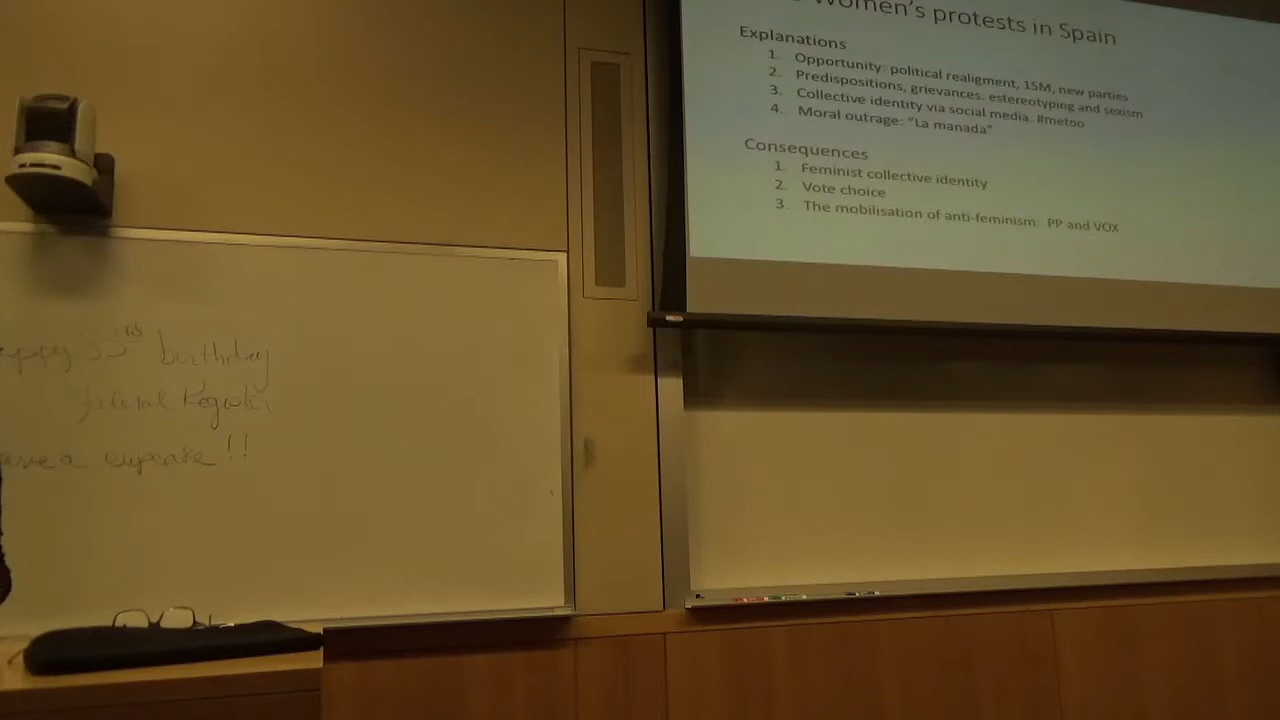 Women's protests in Spain
Explanations
1. Opportunity: political realigment, 15M, new parties
2. Predispositions, grievances: estereotyping and sexism
3. Collective identity via social media: #metoo
4. Moral outrage: "La manada"
Consequences
1. Feminist collective identity
2. Vote choice
3. The mobilisation of anti-feminism: PP and VOX
birthday
a cupcake !!